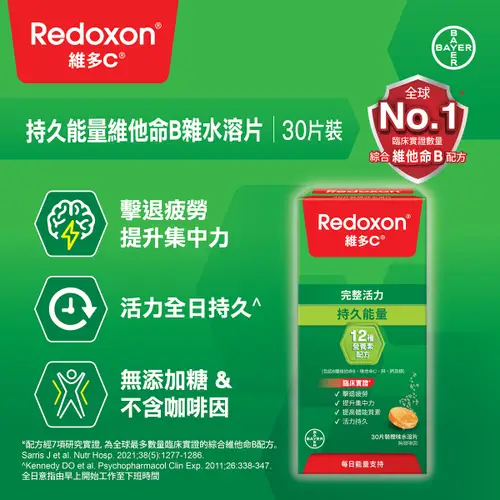 Redoxon®
維多C®
BAYER
BAYER
全球
No.1*
臨床實證數量
綜合 維他命B 配方
持久能量維他命B雜水溶片 | 30片裝
擊退疲勞
提升集中力
活力全日持久^
無添加糖 &
不含咖啡因
Redoxon®
維多C®
完整活力
持久能量
12種
營養素
配方
臨床實證*
✓ 擊退疲勞
✓ 提升集中力
✓ 提高體能質素
✓ 活力持久
30片裝橙味水溶片
BAYER
每日能量支持
*配方經7項研究實證, 為全球最多數量臨床實證的綜合維他命B配方。
Sarris J et al. Nutr Hosp. 2021;38(5):1277-1286.
^Kennedy DO et al. Psychopharmacol Clin Exp. 2011;26:338-347.
全日意指由早上開始工作至下班時間